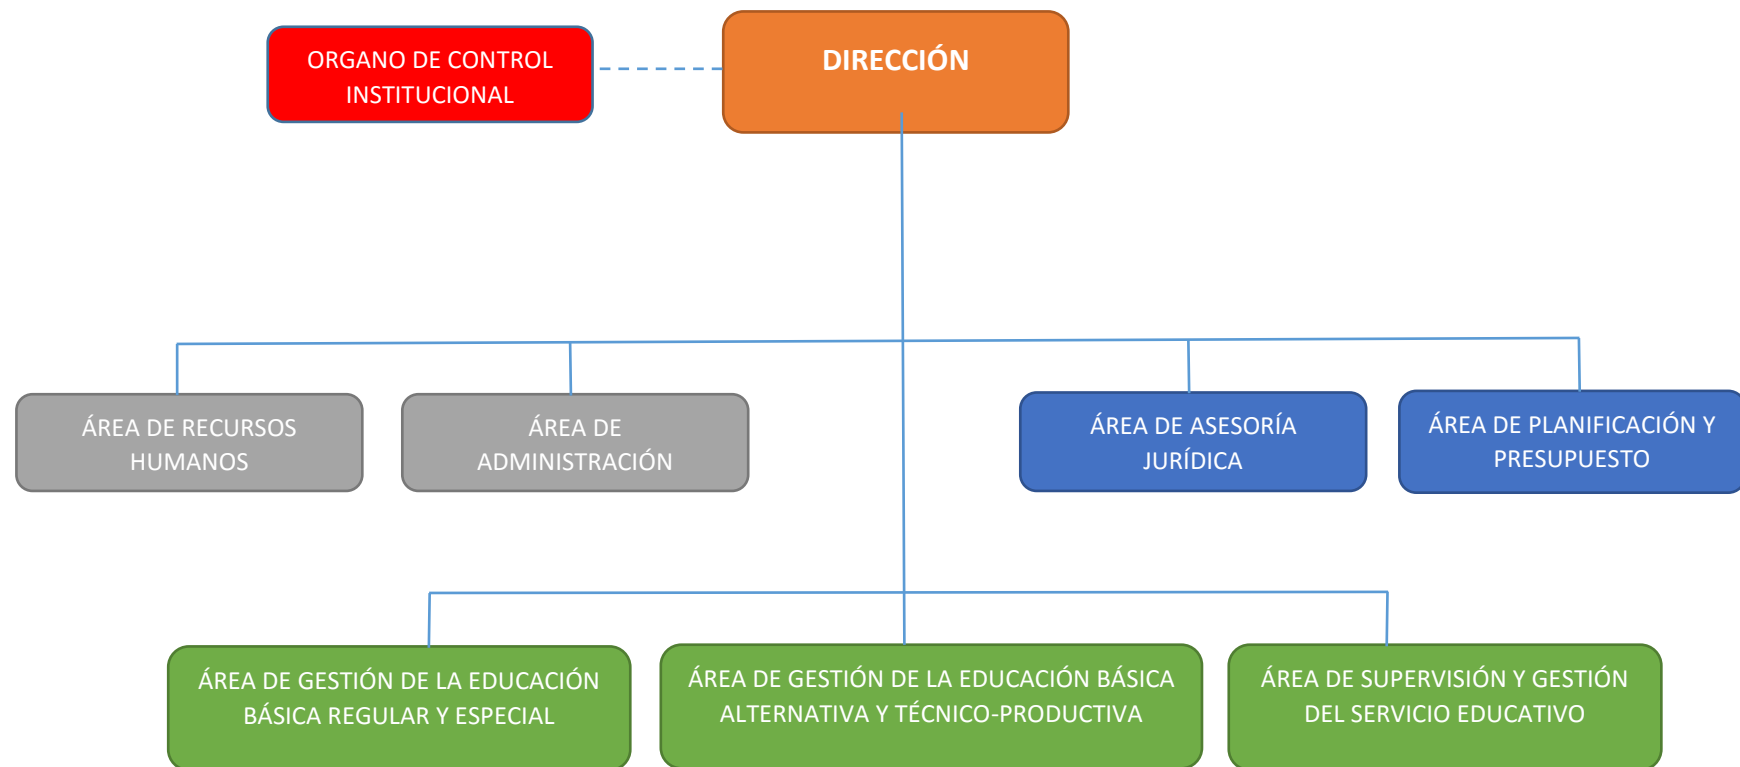 ORGANO DE CONTROL
INSTITUCIONAL
DIRECCIÓN
ÁREA DE RECURSOS
HUMANOS
ÁREA DE
ADMINISTRACIÓN
ÁREA DE ASESORÍA
JURÍDICA
ÁREA DE PLANIFICACIÓN Y
PRESUPUESTO
ÁREA DE GESTIÓN DE LA EDUCACIÓN
BÁSICA REGULAR Y ESPECIAL
ÁREA DE GESTIÓN DE LA EDUCACIÓN BÁSICA
ALTERNATIVA Y TÉCNICO-PRODUCTIVA
ÁREA DE SUPERVISIÓN Y GESTIÓN
DEL SERVICIO EDUCATIVO